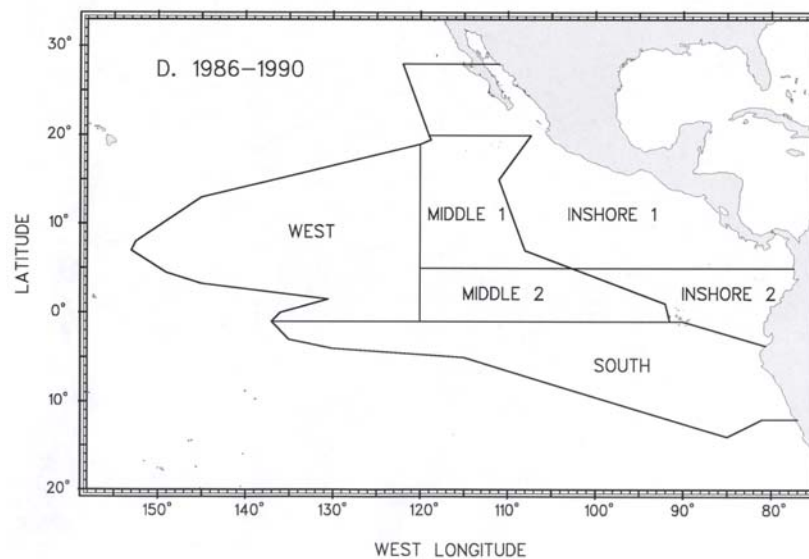 D. 1986–1990
30°
20°
10°
0°
10°
20°
LATITUDE
WEST
MIDDLE 1
INSHORE 1
MIDDLE 2
INSHORE 2
SOUTH
150°
140°
130°
120°
110°
100°
90°
80°
WEST LONGITUDE